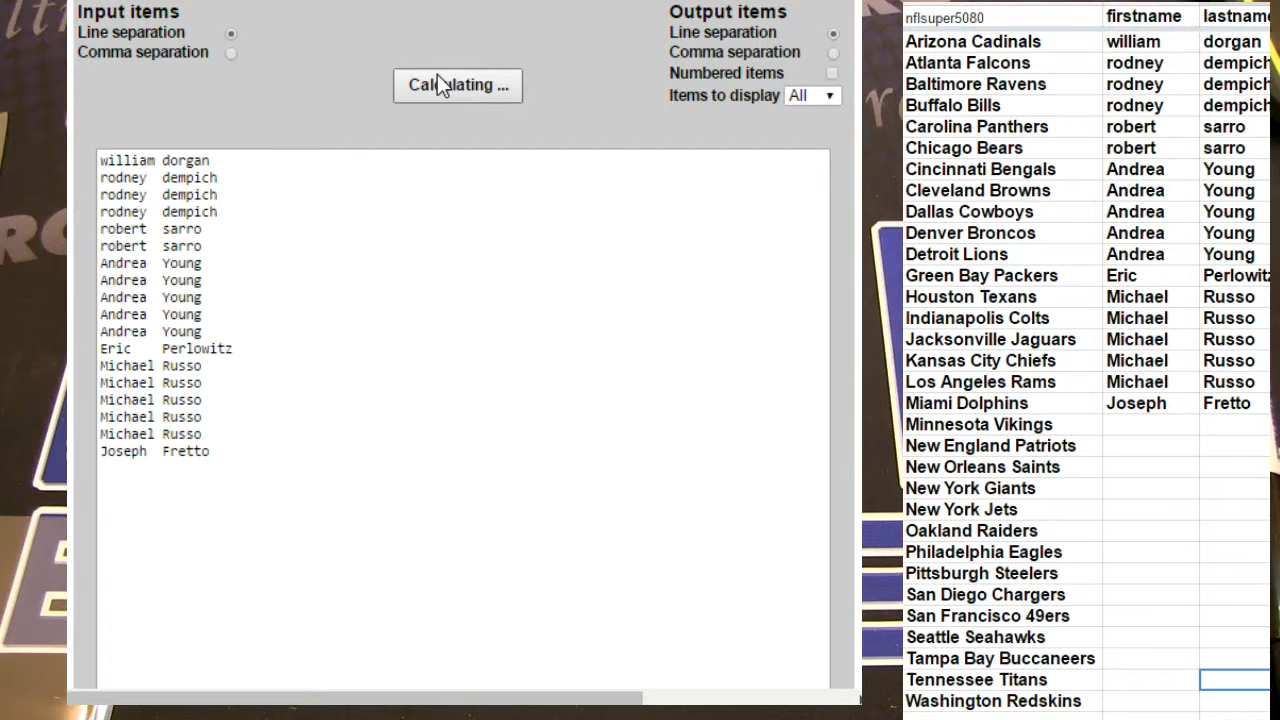 Input items
Line separation
Comma separation
Calculating ...
Output items
Line separation
Comma separation
Numbered items
Items to display All
william dorgan
rodney dempich
rodney dempich
rodney dempich
robert sarro
robert sarro
Andrea Young
Andrea Young
Andrea Young
Andrea Young
Andrea Young
Eric Perlowitz
Michael Russo
Michael Russo
Michael Russo
Michael Russo
Michael Russo
Joseph Fretto
nflsuper5080 firstname lastname
Arizona Cadinals william dorgan
Atlanta Falcons rodney dempich
Baltimore Ravens rodney dempich
Buffalo Bills rodney dempich
Carolina Panthers robert sarro
Chicago Bears robert sarro
Cincinnati Bengals Andrea Young
Cleveland Browns Andrea Young
Dallas Cowboys Andrea Young
Denver Broncos Andrea Young
Detroit Lions Andrea Young
Green Bay Packers Eric Perlowitz
Houston Texans Michael Russo
Indianapolis Colts Michael Russo
Jacksonville Jaguars Michael Russo
Kansas City Chiefs Michael Russo
Los Angeles Rams Michael Russo
Miami Dolphins Joseph Fretto
Minnesota Vikings
New England Patriots
New Orleans Saints
New York Giants
New York Jets
Oakland Raiders
Philadelphia Eagles
Pittsburgh Steelers
San Diego Chargers
San Francisco 49ers
Seattle Seahawks
Tampa Bay Buccaneers
Tennessee Titans
Washington Redskins